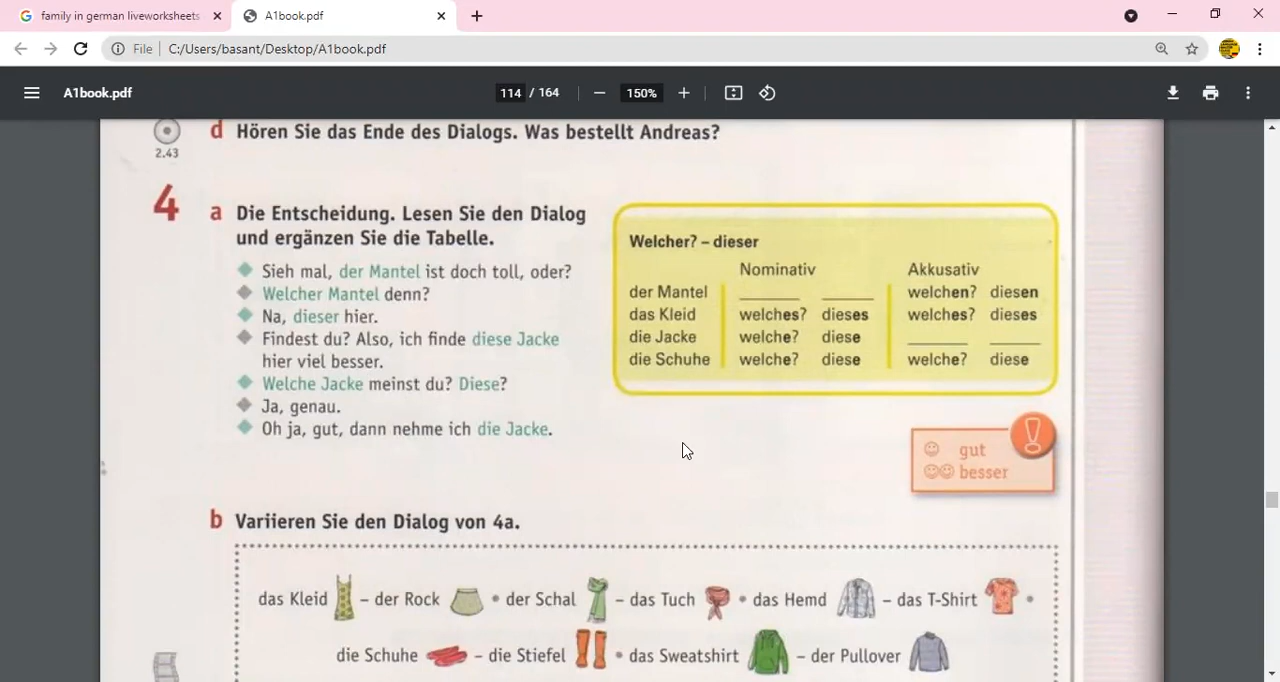 family in german liveworksheets
A1book.pdf
File
C:/Users/basant/Desktop/A1book.pdf
A1book.pdf
114 / 164
150%
d Hören Sie das Ende des Dialogs. Was bestellt Andreas?
2.43
4 a Die Entscheidung. Lesen Sie den Dialog
und ergänzen Sie die Tabelle.
Sieh mal, der Mantel ist doch toll, oder?
Welcher Mantel denn?
Na, dieser hier.
Findest du? Also, ich finde diese Jacke
hier viel besser.
Welche Jacke meinst du? Diese?
Ja, genau.
Oh ja, gut, dann nehme ich die Jacke.
Welcher? – dieser
Nominativ Akkusativ
der Mantel ______ ______ welchen? diesen
das Kleid welches? dieses welches? dieses
die Jacke welche? diese ______ ______
die Schuhe welche? diese welche? diese
!
gut
besser
b Variieren Sie den Dialog von 4a.
das Kleid – der Rock • der Schal – das Tuch • das Hemd – das T-Shirt •
die Schuhe – die Stiefel • das Sweatshirt – der Pullover